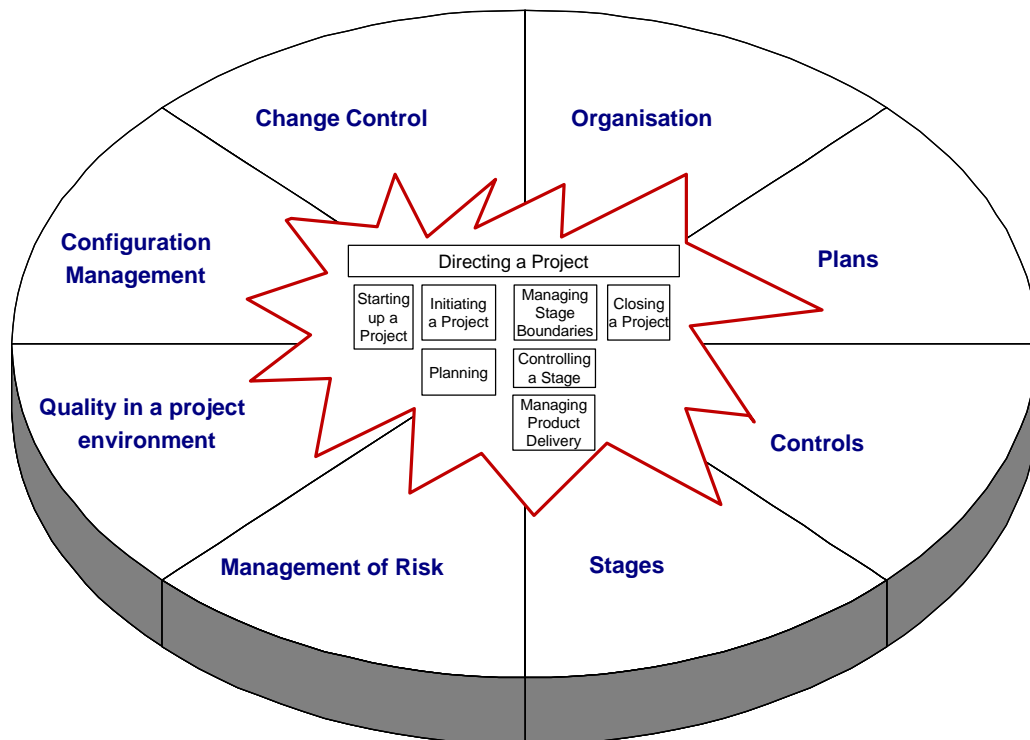 Change Control
Organisation
Configuration
Management
Plans
Directing a Project
Starting
up a
Project
Initiating
a Project
Managing
Stage
Boundaries
Closing
a Project
Planning
Controlling
a Stage
Managing
Product
Delivery
Quality in a project
environment
Controls
Management of Risk
Stages